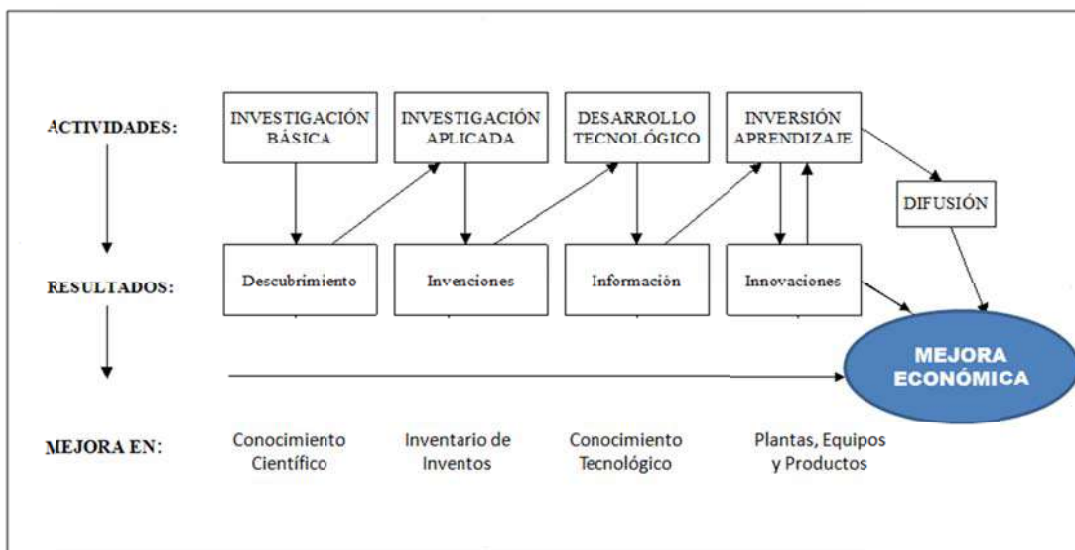 ACTIVIDADES:
INVESTIGACIÓN
BÁSICA
INVESTIGACIÓN
APLICADA
DESARROLLO
TECNOLÓGICO
INVERSIÓN
APRENDIZAJE
DIFUSIÓN
RESULTADOS:
Descubrimiento
Invenciones
Información
Innovaciones
MEJORA
ECONÓMICA
MEJORA EN:
Conocimiento
Científico
Inventario de
Inventos
Conocimiento
Tecnológico
Plantas, Equipos
y Productos